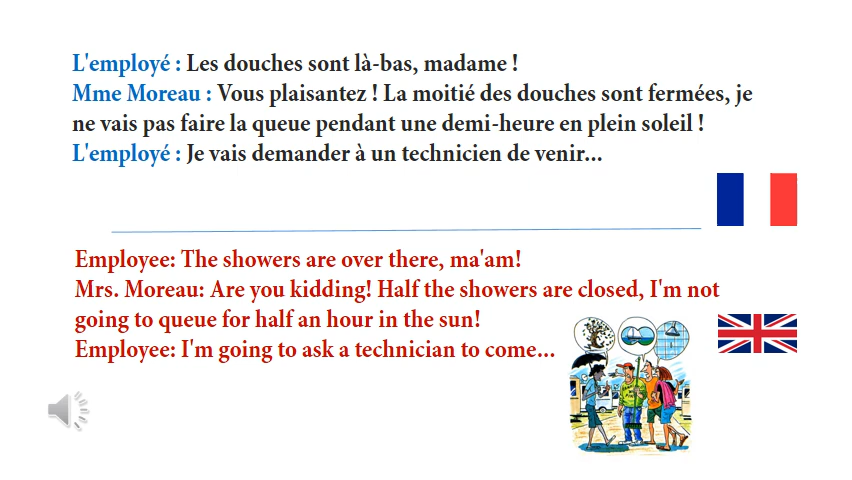 L'employé : Les douches sont là-bas, madame !
Mme Moreau : Vous plaisantez ! La moitié des douches sont fermées, je
ne vais pas faire la queue pendant une demi-heure en plein soleil !
L'employé : Je vais demander à un technicien de venir...
Employee: The showers are over there, ma'am!
Mrs. Moreau: Are you kidding! Half the showers are closed, I'm not
going to queue for half an hour in the sun!
Employee: I'm going to ask a technician to come...